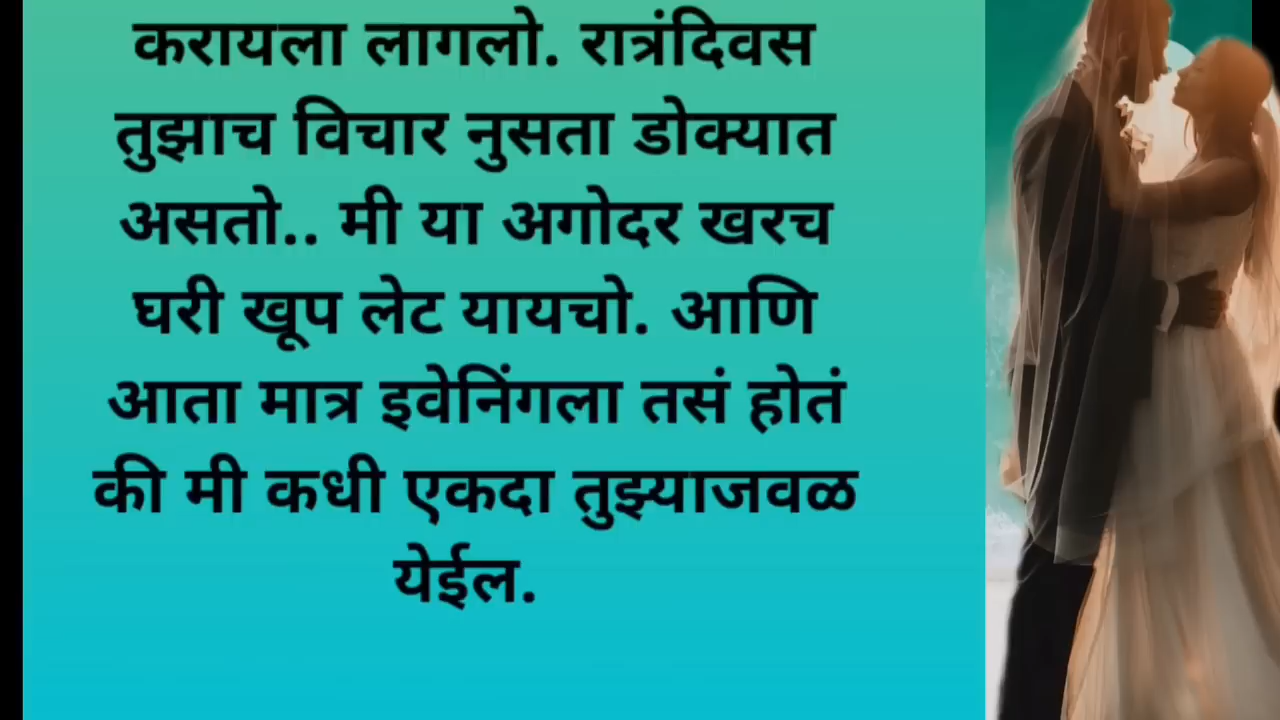 करायला लागलो. रात्रंदिवस
तुझाच विचार नुसता डोक्यात
असतो.. मी या अगोदर खरच
घरी खूप लेट यायचो. आणि
आता मात्र इवेनिंगला तसं होतं
की मी कधी एकदा तुझ्याजवळ
येईल.